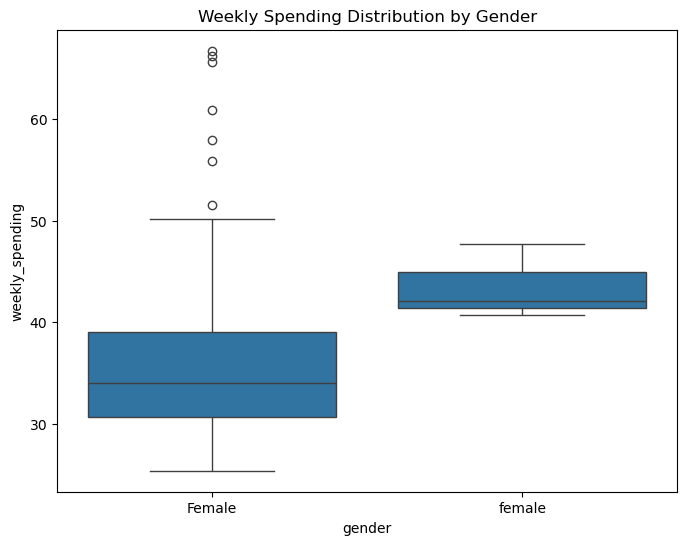 Weekly Spending Distribution by Gender
weekly_spending
60
50
40
30
Female
female
gender